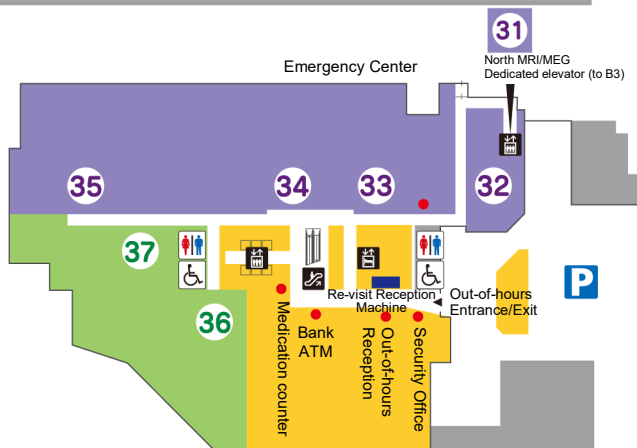 31
North MRI/MEG
Dedicated elevator (to B3)
Emergency Center
35
34
33
32
37
36
Re-visit Reception
Machine
Out-of-hours
Entrance/Exit
P
Medication counter
Bank
ATM
Out-of-hours
Reception
Security Office